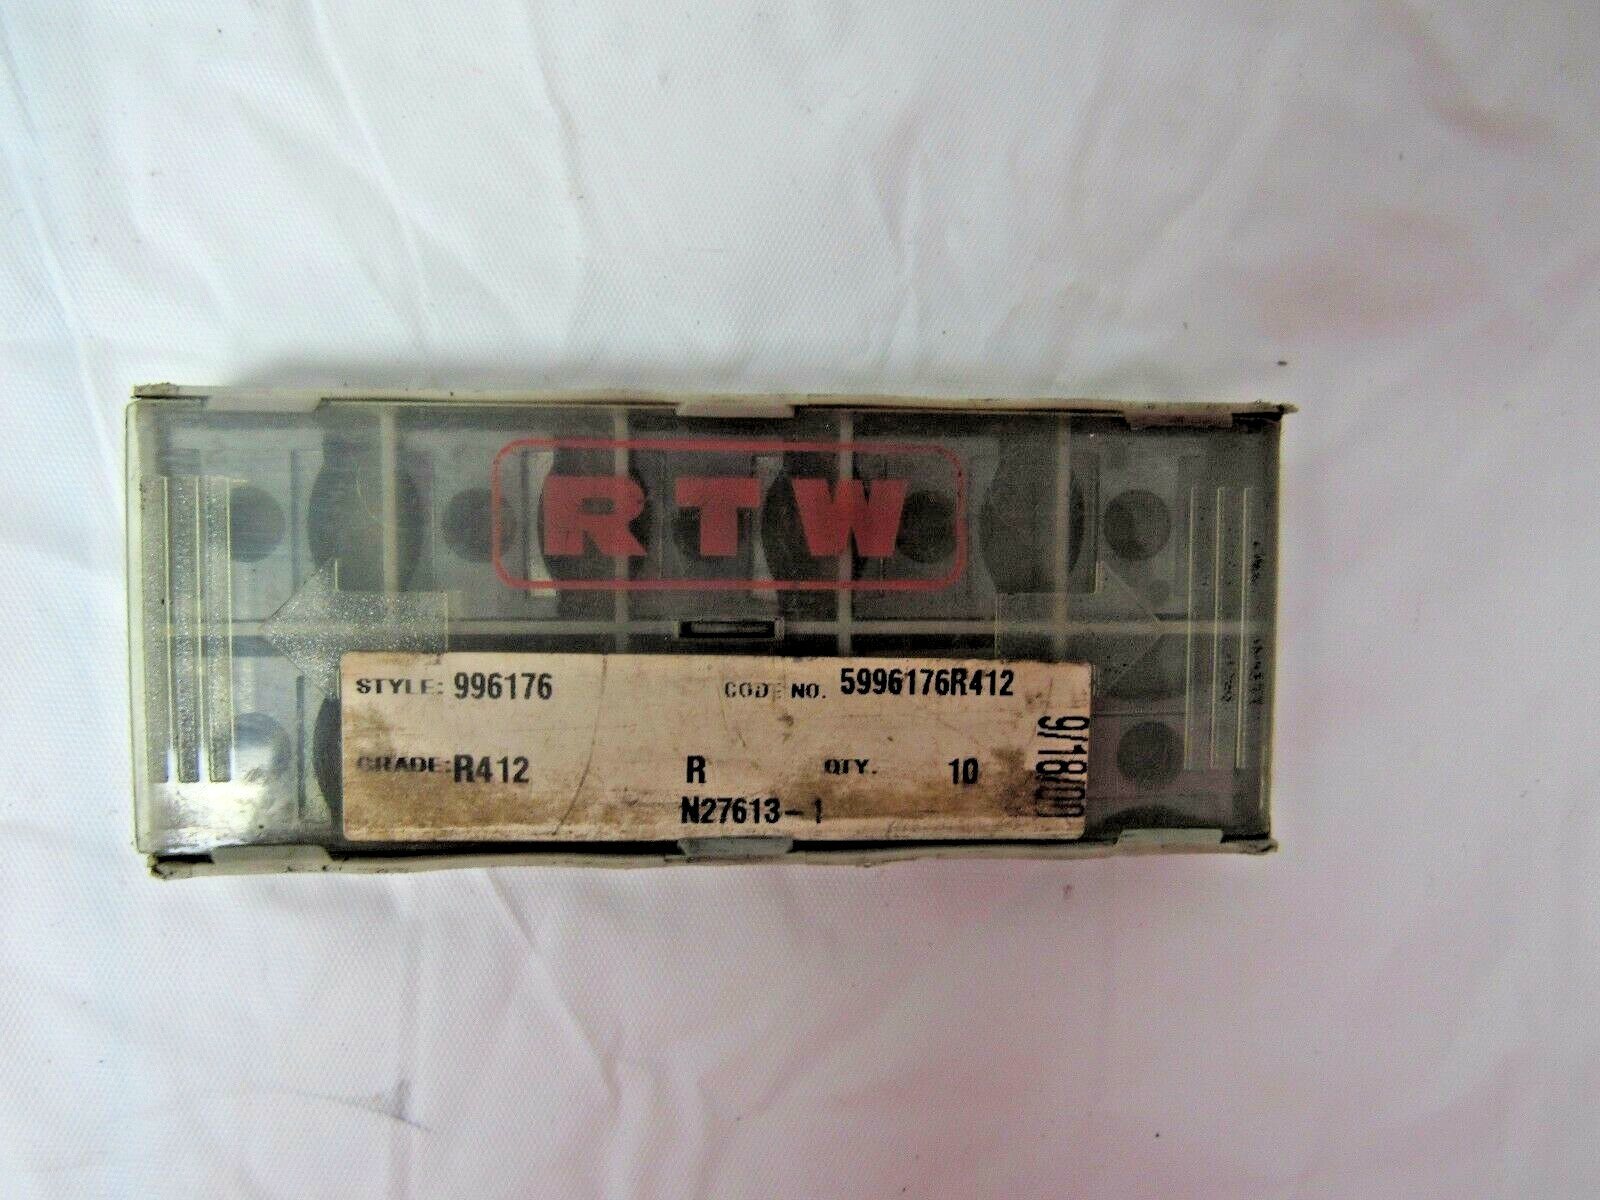 RTW
STYLE: 996176 CODE NO. 5996176R412
GRADE: R412 R QTY. 10
N27613-1
9/18/00